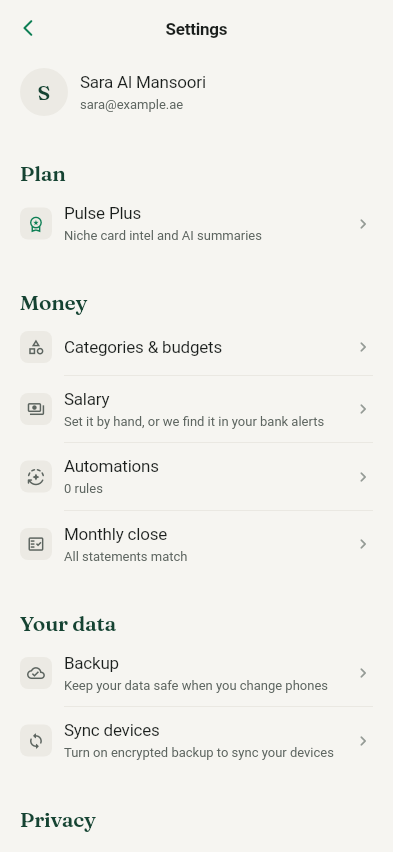 Settings
S
Sara Al Mansoori
sara@example.ae
Plan
Pulse Plus
Niche card intel and AI summaries
Money
Categories & budgets
Salary
Set it by hand, or we find it in your bank alerts
Automations
0 rules
Monthly close
All statements match
Your data
Backup
Keep your data safe when you change phones
Sync devices
Turn on encrypted backup to sync your devices
Privacy